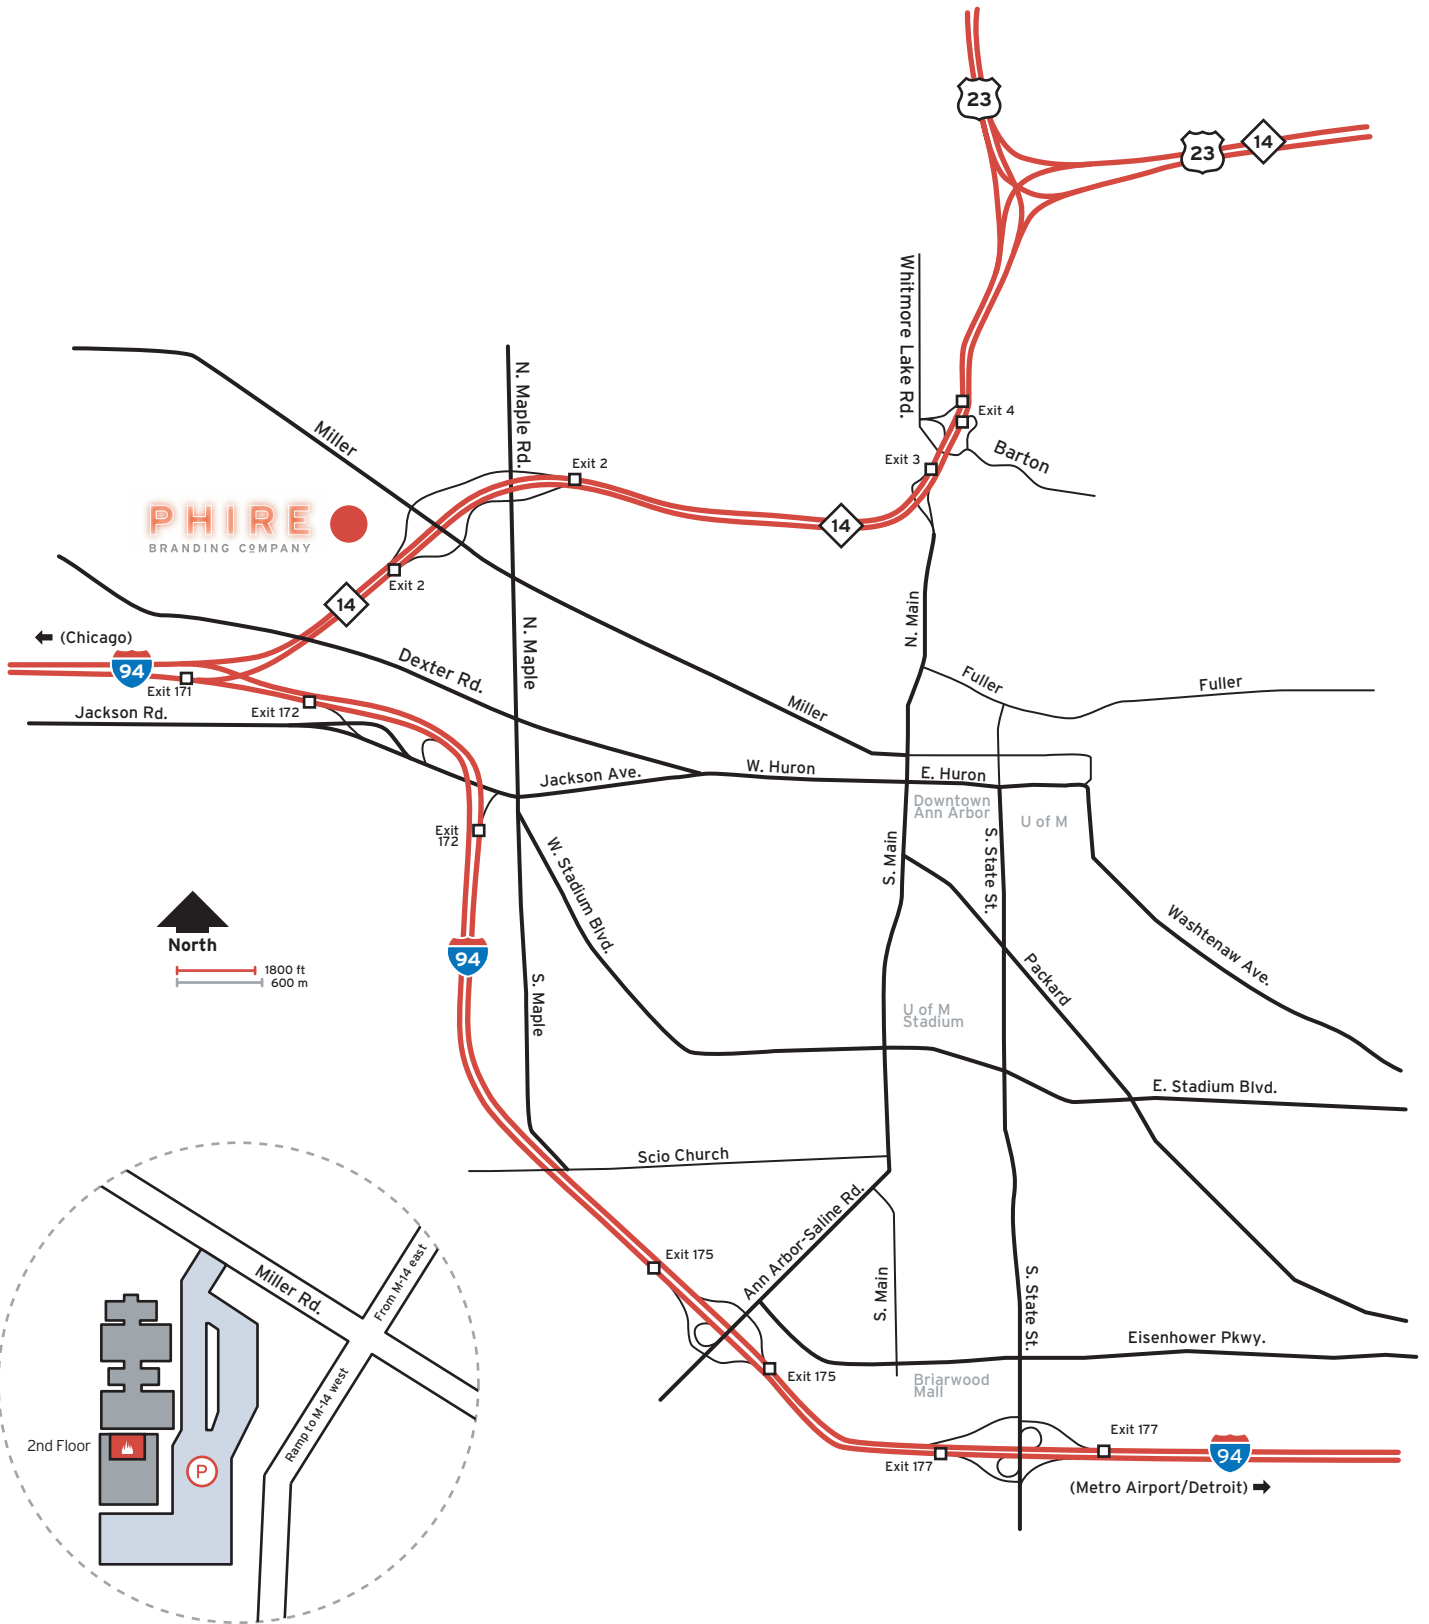 23
23
14
Whitmore Lake Rd.
N. Maple Rd.
Exit 4
Miller
Barton
Exit 3
Exit 2
PHIRE
BRANDING COMPANY
14
Exit 2
14
N. Main
N. Maple
(Chicago)
94
Dexter Rd.
Fuller
Fuller
Exit 171
Exit 172
Jackson Rd.
Miller
Jackson Ave.
W. Huron
E. Huron
Downtown
Ann Arbor
U of M
Exit
172
S. Main
S. State St.
W. Stadium Blvd.
Washtenaw Ave.
North
94
1800 ft
600 m
S. Maple
Packard
U of M
Stadium
E. Stadium Blvd.
Scio Church
Ann Arbor-Saline Rd.
Exit 175
S. Main
S. State St.
Eisenhower Pkwy.
Exit 175
Briarwood
Mall
Exit 177
Exit 177
94
(Metro Airport/Detroit)
Miller Rd.
From M-14 east
Ramp to M-14 west
2nd Floor
P